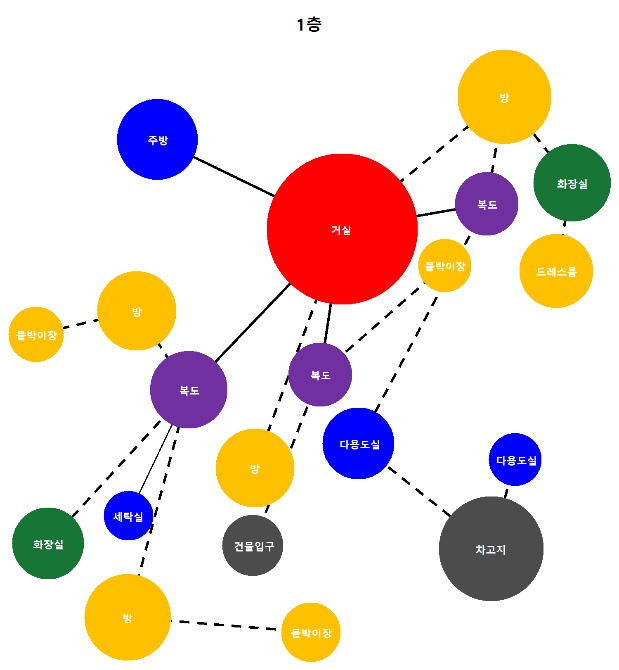 1층
방
주방
화장실
복도
거실
붙박이장
드레스룸
방
붙박이장
복도
복도
다용도실
다용도실
방
세탁실
화장실
건물입구
차고지
방
붙박이장